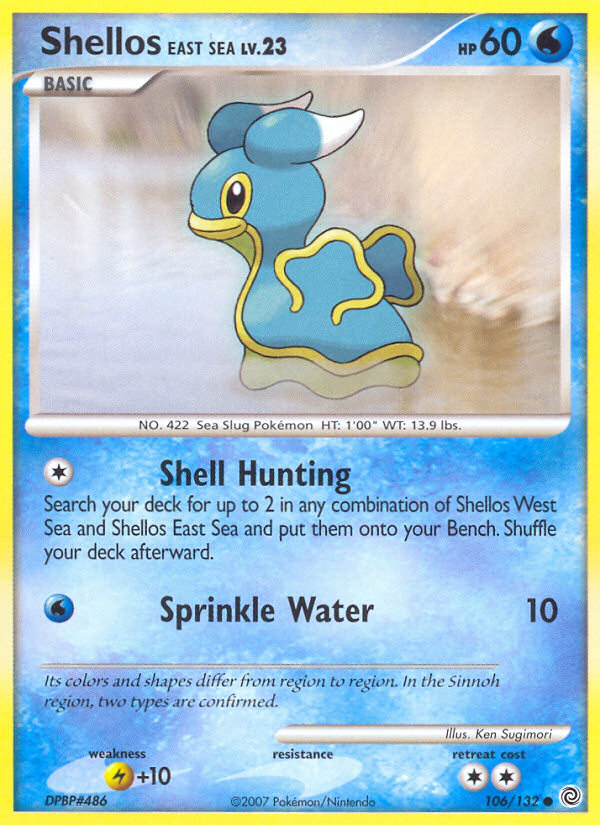 Shellos EAST SEA LV.23 HP 60
BASIC
NO. 422 Sea Slug Pokémon HT: 1'00" WT: 13.9 lbs.
Shell Hunting
Search your deck for up to 2 in any combination of Shellos West
Sea and Shellos East Sea and put them onto your Bench. Shuffle
your deck afterward.
Sprinkle Water 10
Its colors and shapes differ from region to region. In the Sinnoh
region, two types are confirmed.
Illus. Ken Sugimori
weakness resistance retreat cost
+10
DPBP#486 ©2007 Pokémon/Nintendo 106/132